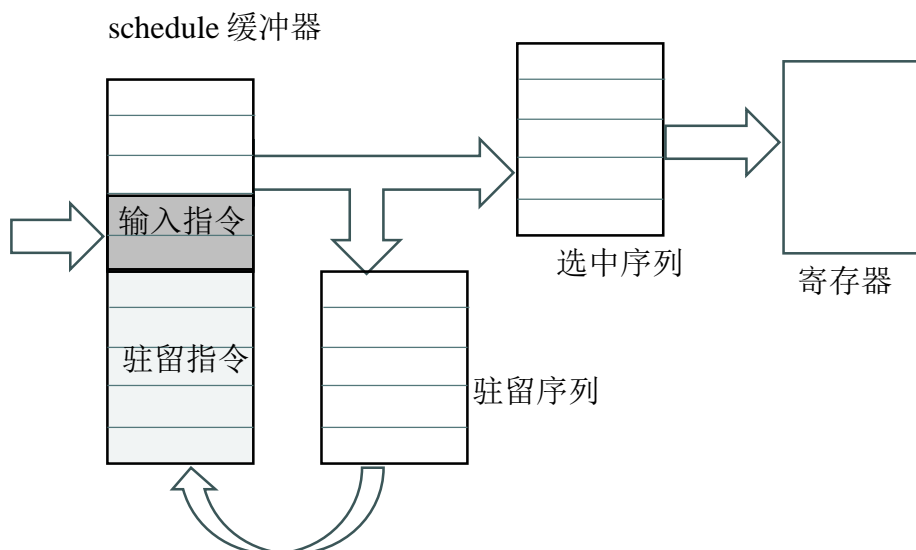 schedule 缓冲器
输入指令
选中序列
寄存器
驻留指令
驻留序列